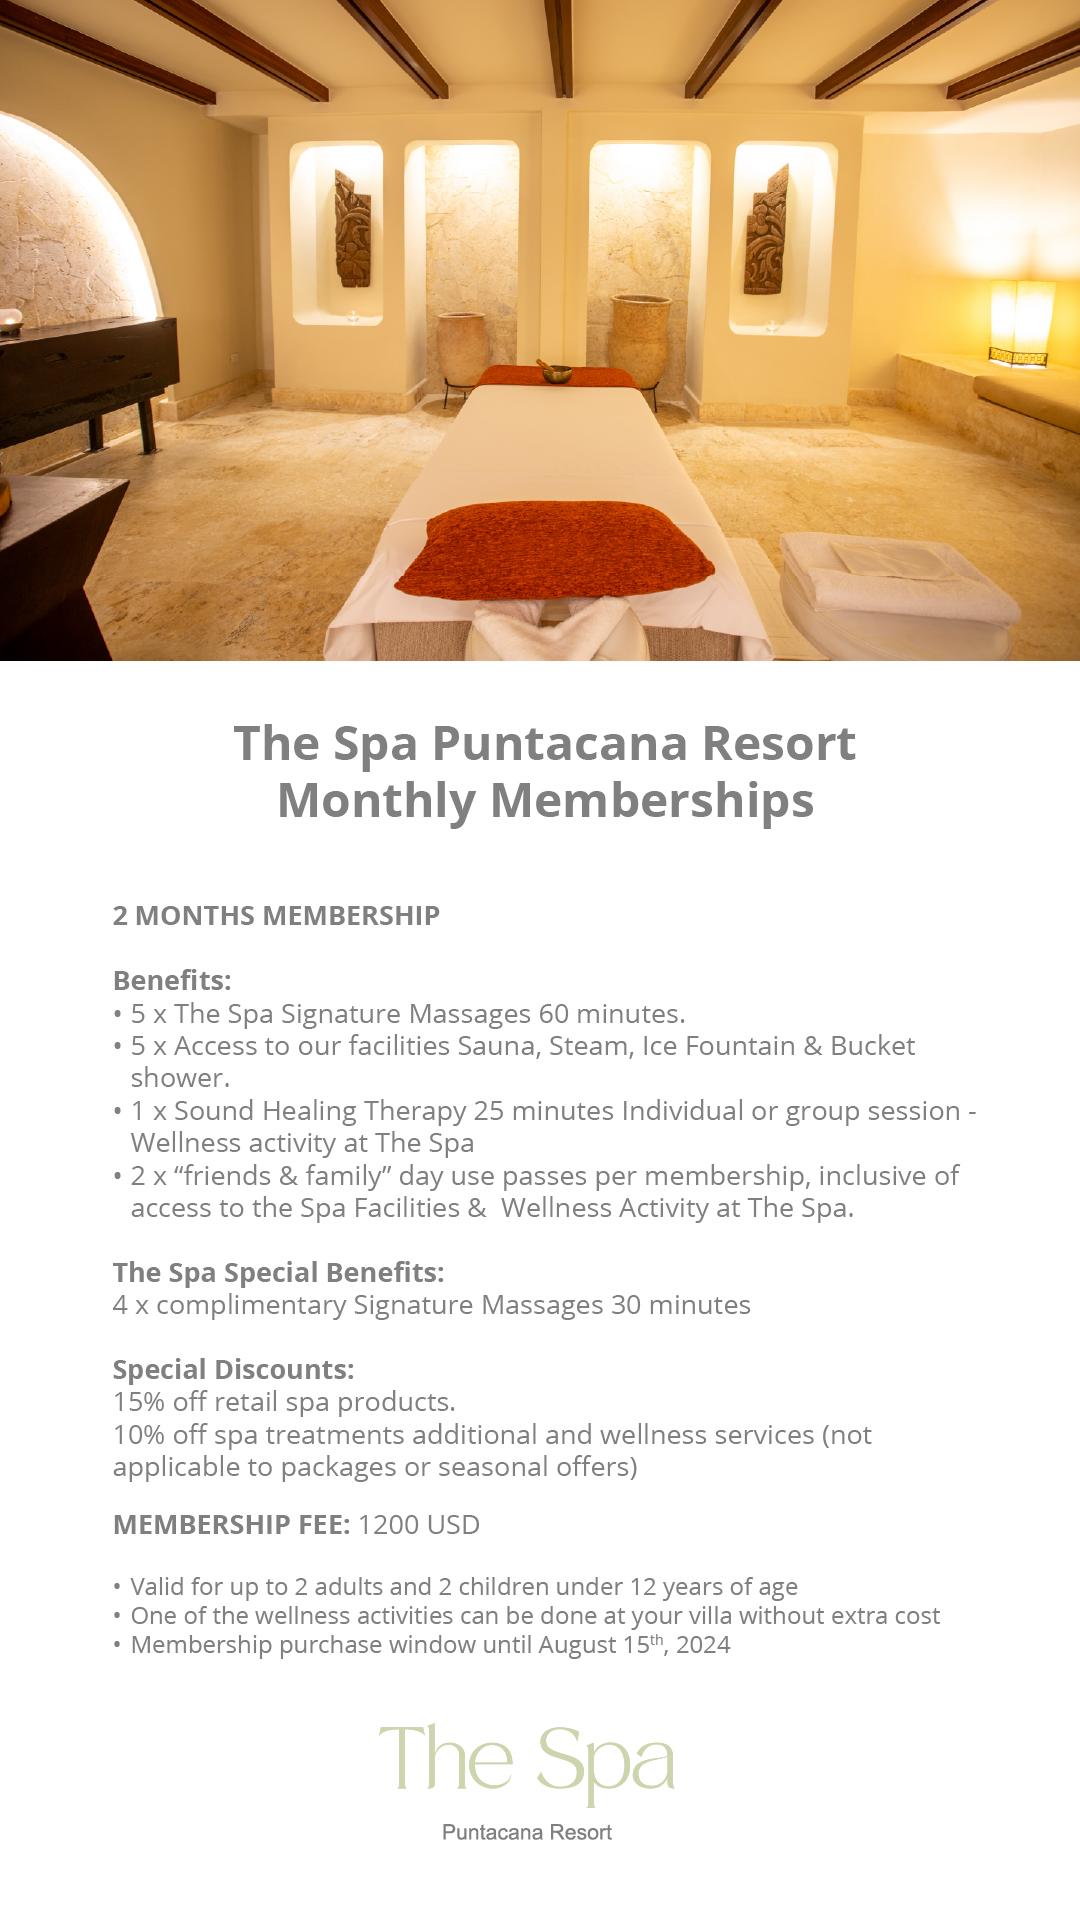 The Spa Puntacana Resort
Monthly Memberships
2 MONTHS MEMBERSHIP
Benefits:
• 5 x The Spa Signature Massages 60 minutes.
• 5 x Access to our facilities Sauna, Steam, Ice Fountain & Bucket
shower.
• 1 x Sound Healing Therapy 25 minutes Individual or group session -
Wellness activity at The Spa
• 2 x “friends & family” day use passes per membership, inclusive of
access to the Spa Facilities &  Wellness Activity at The Spa.
The Spa Special Benefits:
4 x complimentary Signature Massages 30 minutes
Special Discounts:
15% off retail spa products.
10% off spa treatments additional and wellness services (not
applicable to packages or seasonal offers)
MEMBERSHIP FEE: 1200 USD
• Valid for up to 2 adults and 2 children under 12 years of age
• One of the wellness activities can be done at your villa without extra cost
• Membership purchase window until August 15th, 2024
The Spa
Puntacana Resort